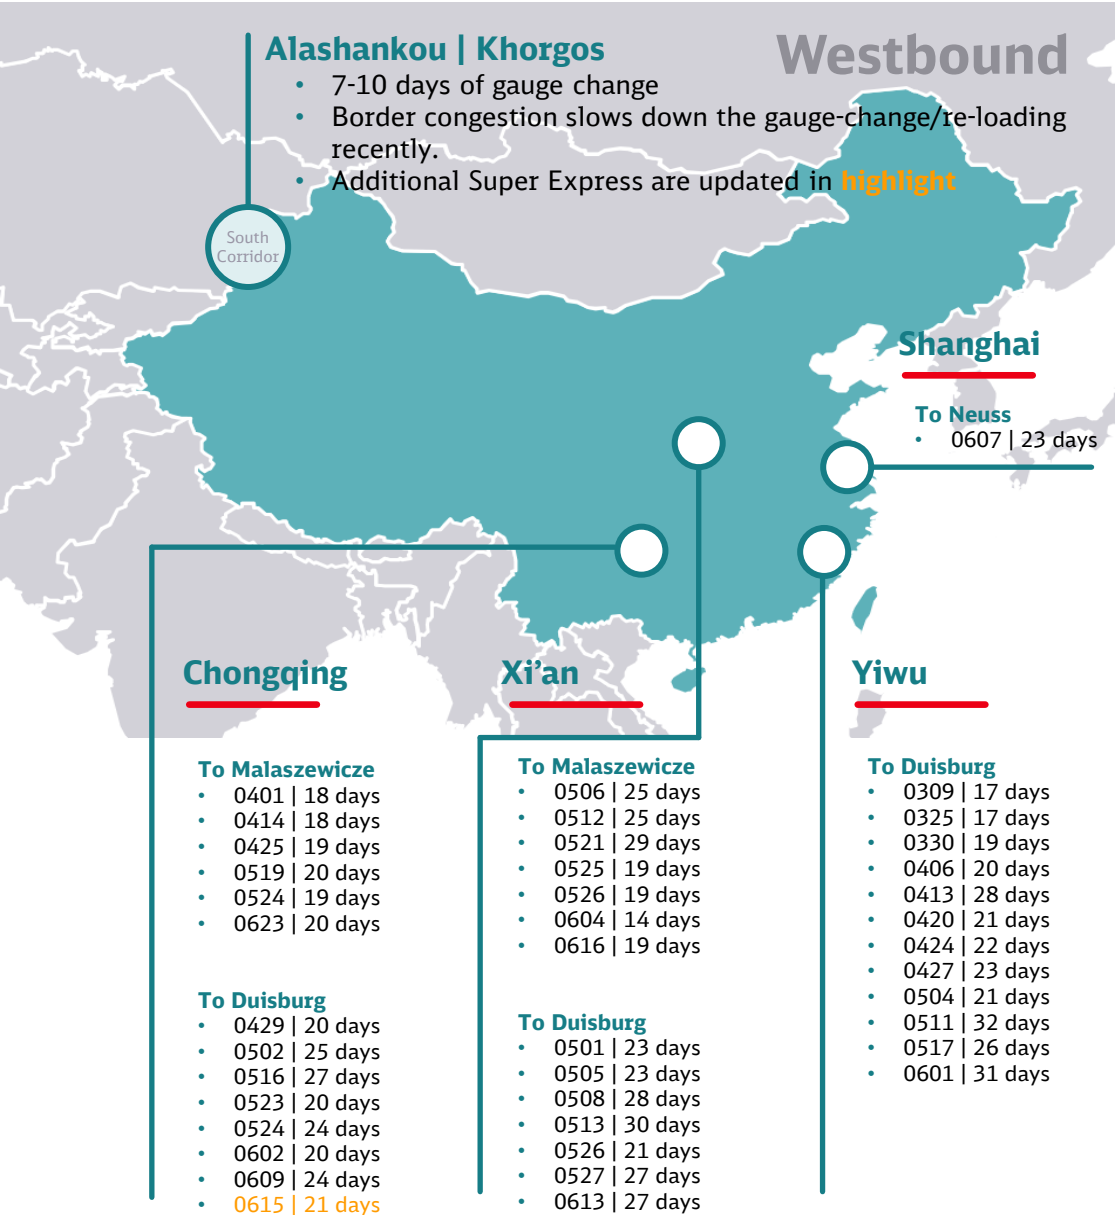 Westbound
Alashankou | Khorgos
• 7-10 days of gauge change
• Border congestion slows down the gauge-change/re-loading
recently.
• Additional Super Express are updated in highlight
South
Corridor
Shanghai
To Neuss
• 0607 | 23 days
Chongqing
To Malaszewicze
• 0401 | 18 days
• 0414 | 18 days
• 0425 | 19 days
• 0519 | 20 days
• 0524 | 19 days
• 0623 | 20 days
To Duisburg
• 0429 | 20 days
• 0502 | 25 days
• 0516 | 27 days
• 0523 | 20 days
• 0524 | 24 days
• 0602 | 20 days
• 0609 | 24 days
• 0615 | 21 days
Xi’an
To Malaszewicze
• 0506 | 25 days
• 0512 | 25 days
• 0521 | 29 days
• 0525 | 19 days
• 0526 | 19 days
• 0604 | 14 days
• 0616 | 19 days
To Duisburg
• 0501 | 23 days
• 0505 | 23 days
• 0508 | 28 days
• 0513 | 30 days
• 0526 | 21 days
• 0527 | 27 days
• 0613 | 27 days
Yiwu
To Duisburg
• 0309 | 17 days
• 0325 | 17 days
• 0330 | 19 days
• 0406 | 20 days
• 0413 | 28 days
• 0420 | 21 days
• 0424 | 22 days
• 0427 | 23 days
• 0504 | 21 days
• 0511 | 32 days
• 0517 | 26 days
• 0601 | 31 days